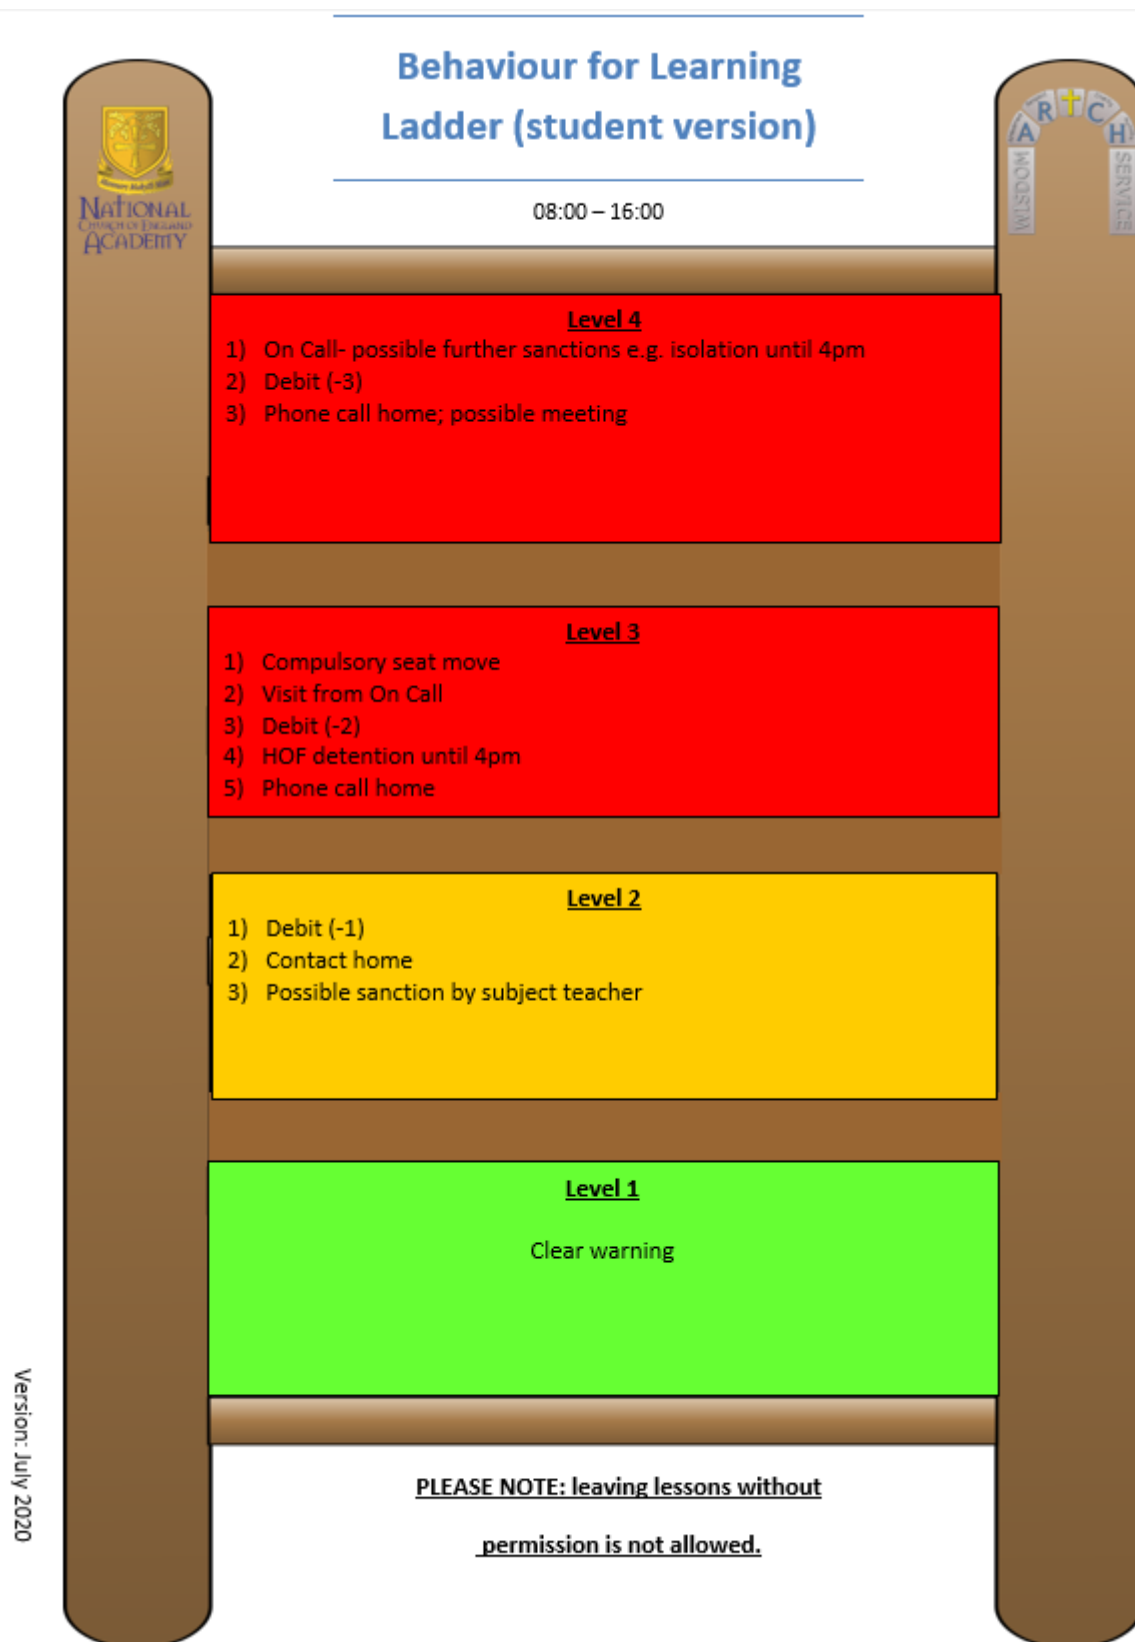 Behaviour for Learning
Ladder (student version)
08:00 – 16:00
NATIONAL
CHURCH OF ENGLAND
ACADEMY
ARCH
WISDOM
SERVICE
Level 4
1) On Call- possible further sanctions e.g. isolation until 4pm
2) Debit (-3)
3) Phone call home; possible meeting
Level 3
1) Compulsory seat move
2) Visit from On Call
3) Debit (-2)
4) HOF detention until 4pm
5) Phone call home
Level 2
1) Debit (-1)
2) Contact home
3) Possible sanction by subject teacher
Level 1
Clear warning
PLEASE NOTE: leaving lessons without
permission is not allowed.
Version: July 2020